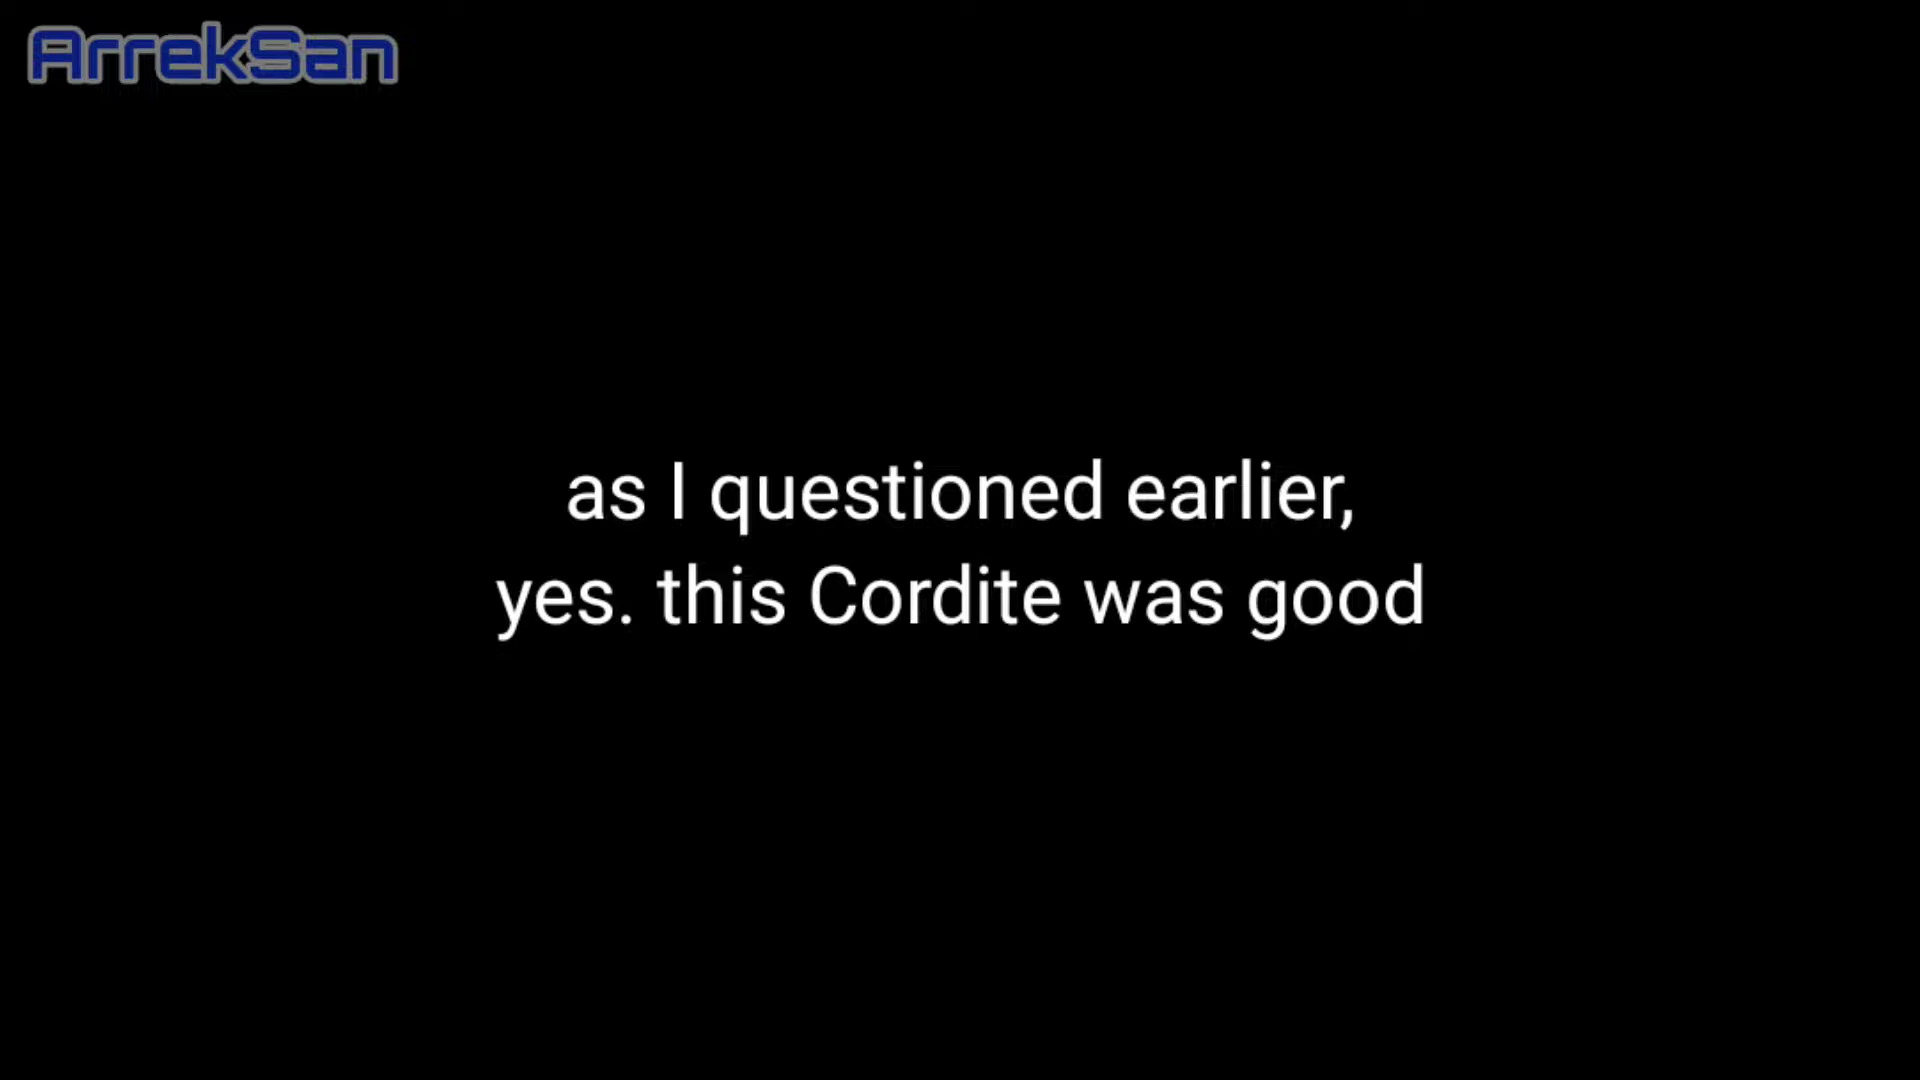 ArrekSan
as I questioned earlier,
yes. this Cordite was good